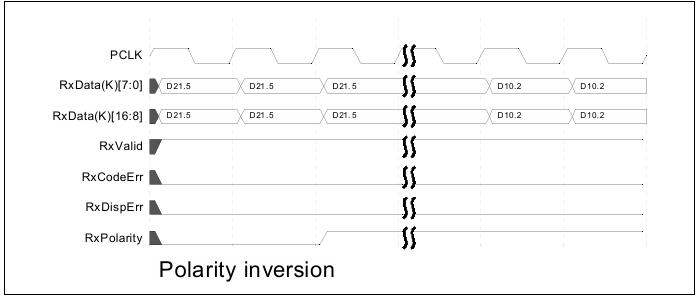 PCLK
RxData(K)[7:0] D21.5 D21.5 D21.5 D10.2 D10.2
RxData(K)[16:8] D21.5 D21.5 D21.5 D10.2 D10.2
RxValid
RxCodeErr
RxDispErr
RxPolarity
Polarity inversion